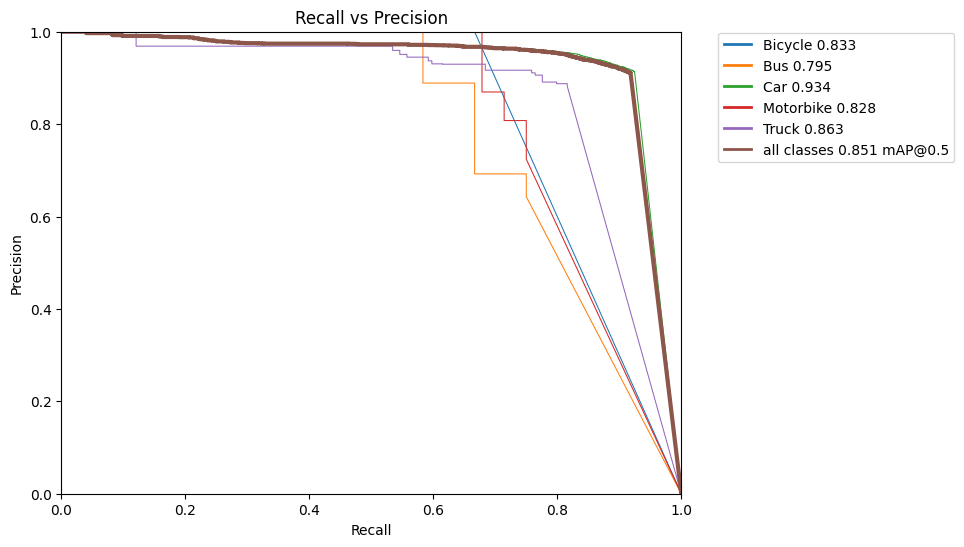 Recall vs Precision
1.0
0.8
0.6
0.4
0.2
0.0
Precision
0.0 0.2 0.4 0.6 0.8 1.0
Recall
Bicycle 0.833
Bus 0.795
Car 0.934
Motorbike 0.828
Truck 0.863
all classes 0.851 mAP@0.5